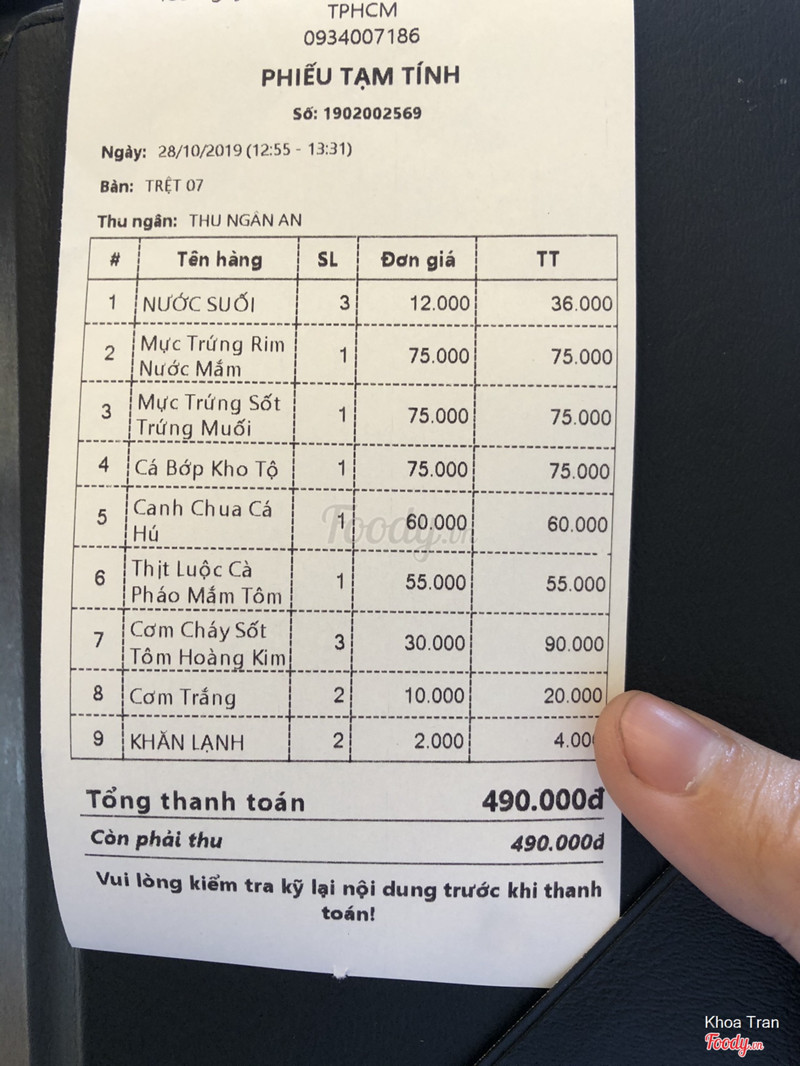 TPHCM
0934007186
PHIẾU TẠM TÍNH
Số: 1902002569
Ngày: 28/10/2019 (12:55 - 13:31)
Bàn: TRỆT 07
Thu ngân: THU NGÂN AN
# Tên hàng SL Đơn giá TT
1 NƯỚC SUỐI 3 12.000 36.000
2 Mực Trứng Rim Nước Mắm 1 75.000 75.000
3 Mực Trứng Sốt Trứng Muối 1 75.000 75.000
4 Cá Bớp Kho Tộ 1 75.000 75.000
5 Canh Chua Cá Hú 1 60.000 60.000
6 Thịt Luộc Cà Pháo Mắm Tôm 1 55.000 55.000
7 Cơm Cháy Sốt Tôm Hoàng Kim 3 30.000 90.000
8 Cơm Trắng 2 10.000 20.000
9 KHĂN LẠNH 2 2.000 4.00
Tổng thanh toán 490.000đ
Còn phải thu 490.000đ
Vui lòng kiểm tra kỹ lại nội dung trước khi thanh
toán!
Foody.vn
Khoa Tran
Foody.vn